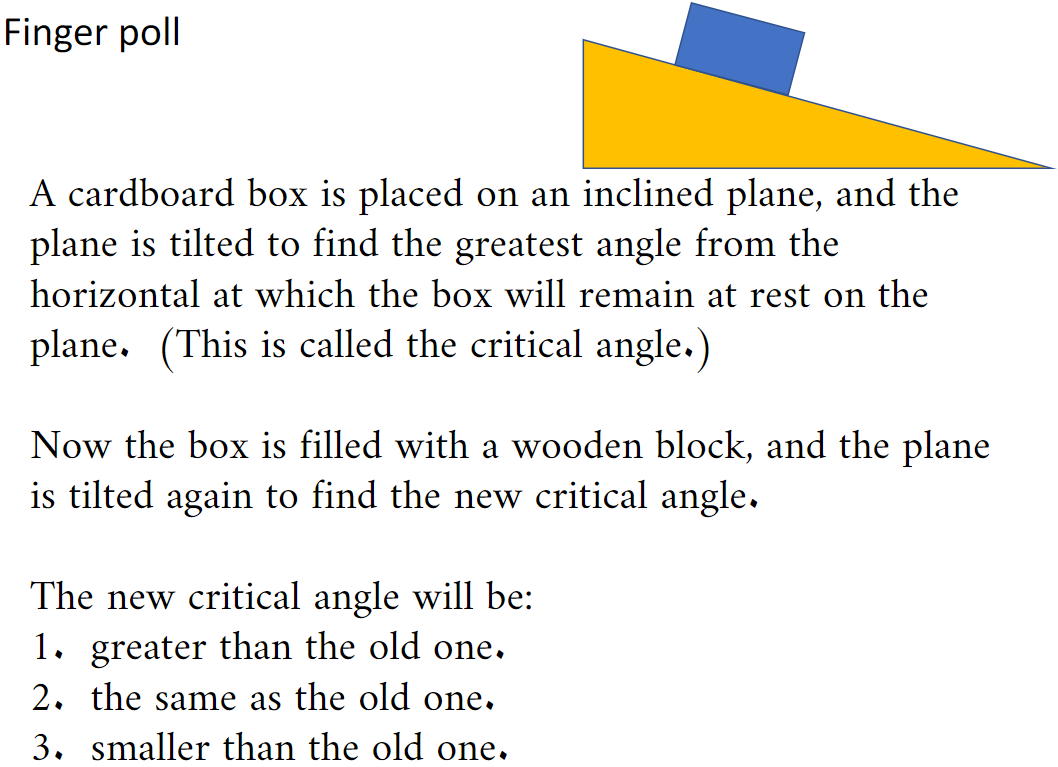 Finger poll
A cardboard box is placed on an inclined plane, and the
plane is tilted to find the greatest angle from the
horizontal at which the box will remain at rest on the
plane.  (This is called the critical angle.)
Now the box is filled with a wooden block, and the plane
is tilted again to find the new critical angle.
The new critical angle will be:
1.  greater than the old one.
2.  the same as the old one.
3.  smaller than the old one.